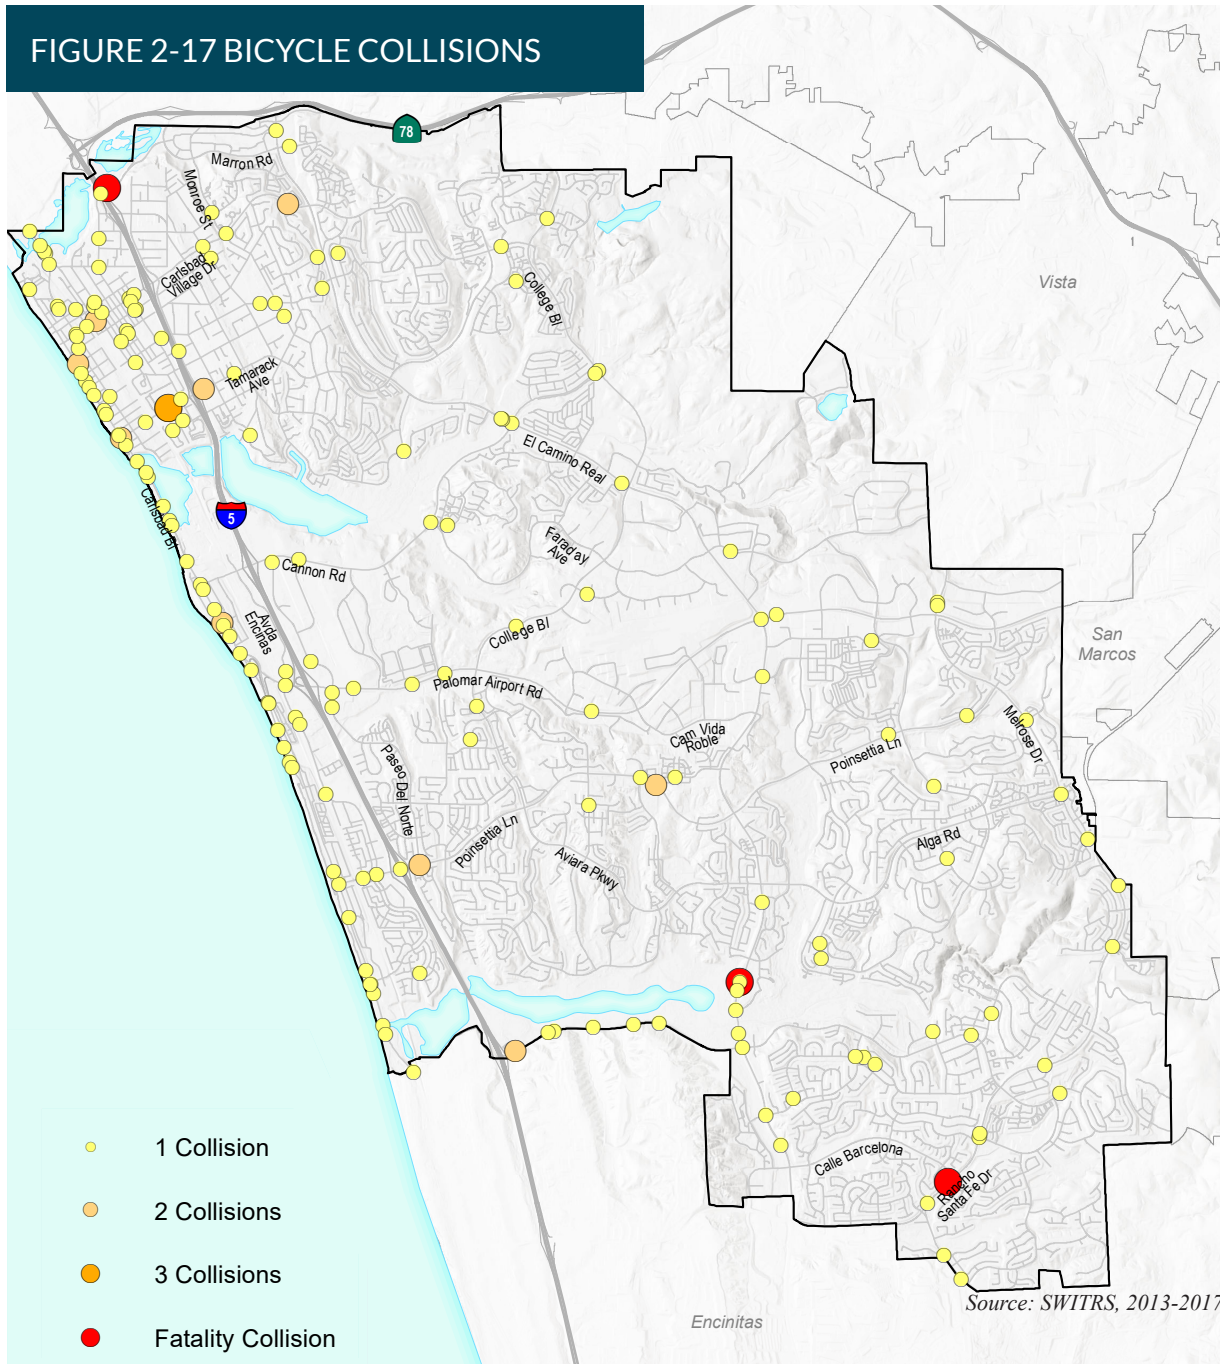 FIGURE 2-17 BICYCLE COLLISIONS
78
Marron Rd
Monroe St
Carlsbad
Village Dr
1
Vista
College Bl
Tamarack
Ave
El Camino Real
Carlsbad Bl
5
Faraday
Ave
Cannon Rd
Avda
Encinas
College Bl
San
Marcos
Palomar Airport Rd
Melrose Dr
Cam Vida
Roble
Poinsettia Ln
Paseo Del Norte
Poinsettia Ln
Alga Rd
Aviara Pkwy
1 Collision
Calle Barcelona
Rancho
Santa Fe Dr
2 Collisions
3 Collisions
Source: SWITRS, 2013-2017
Encinitas
Fatality Collision